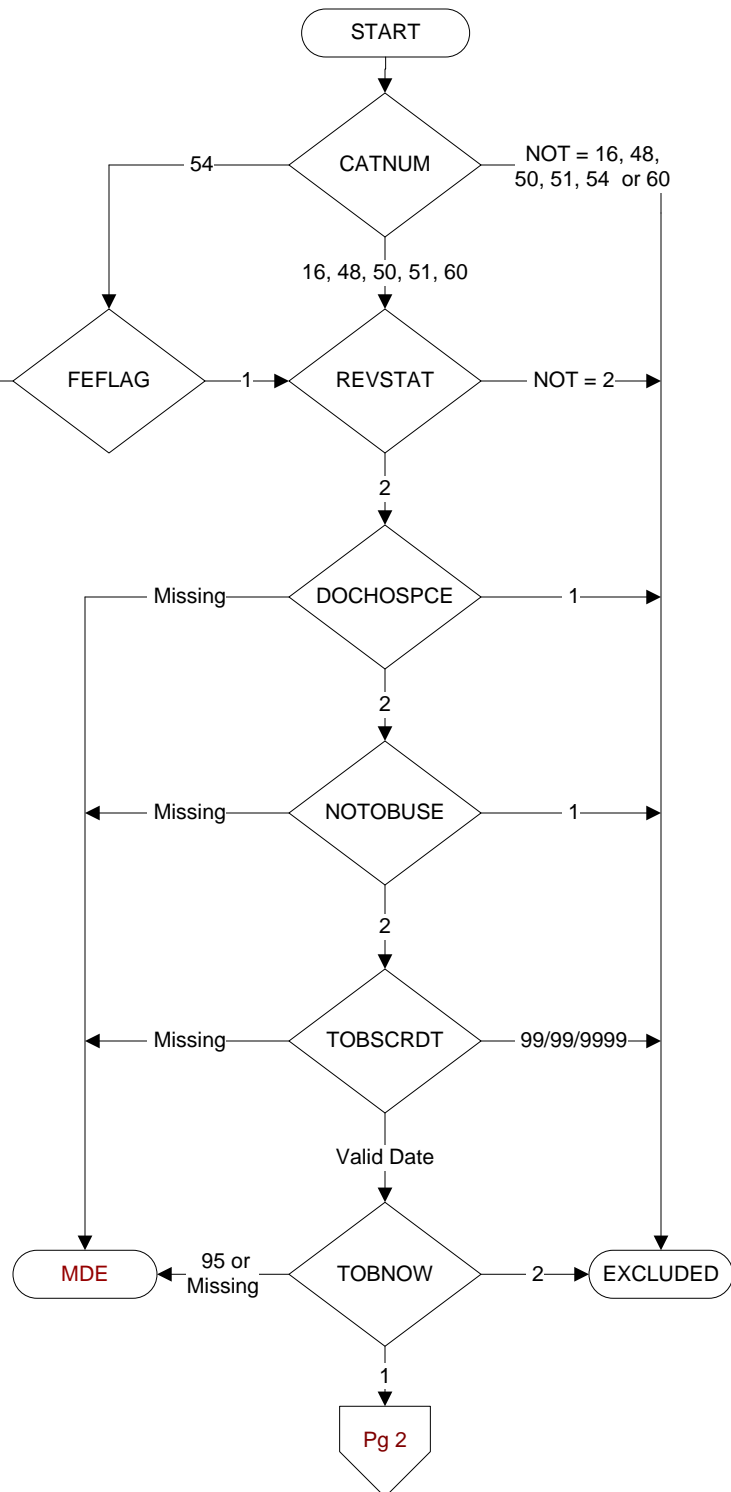 START
CATNUM
54
NOT = 16, 48,
50, 51, 54 or 60
16, 48, 50, 51, 60
FEFLAG
1
REVSTAT
NOT = 2
2
Missing
DOCHOSPCE
1
2
Missing
NOTOBUSE
1
2
Missing
TOBSCRDT
99/99/9999
Valid Date
MDE
95 or
Missing
TOBNOW
2
EXCLUDED
1
Pg 2